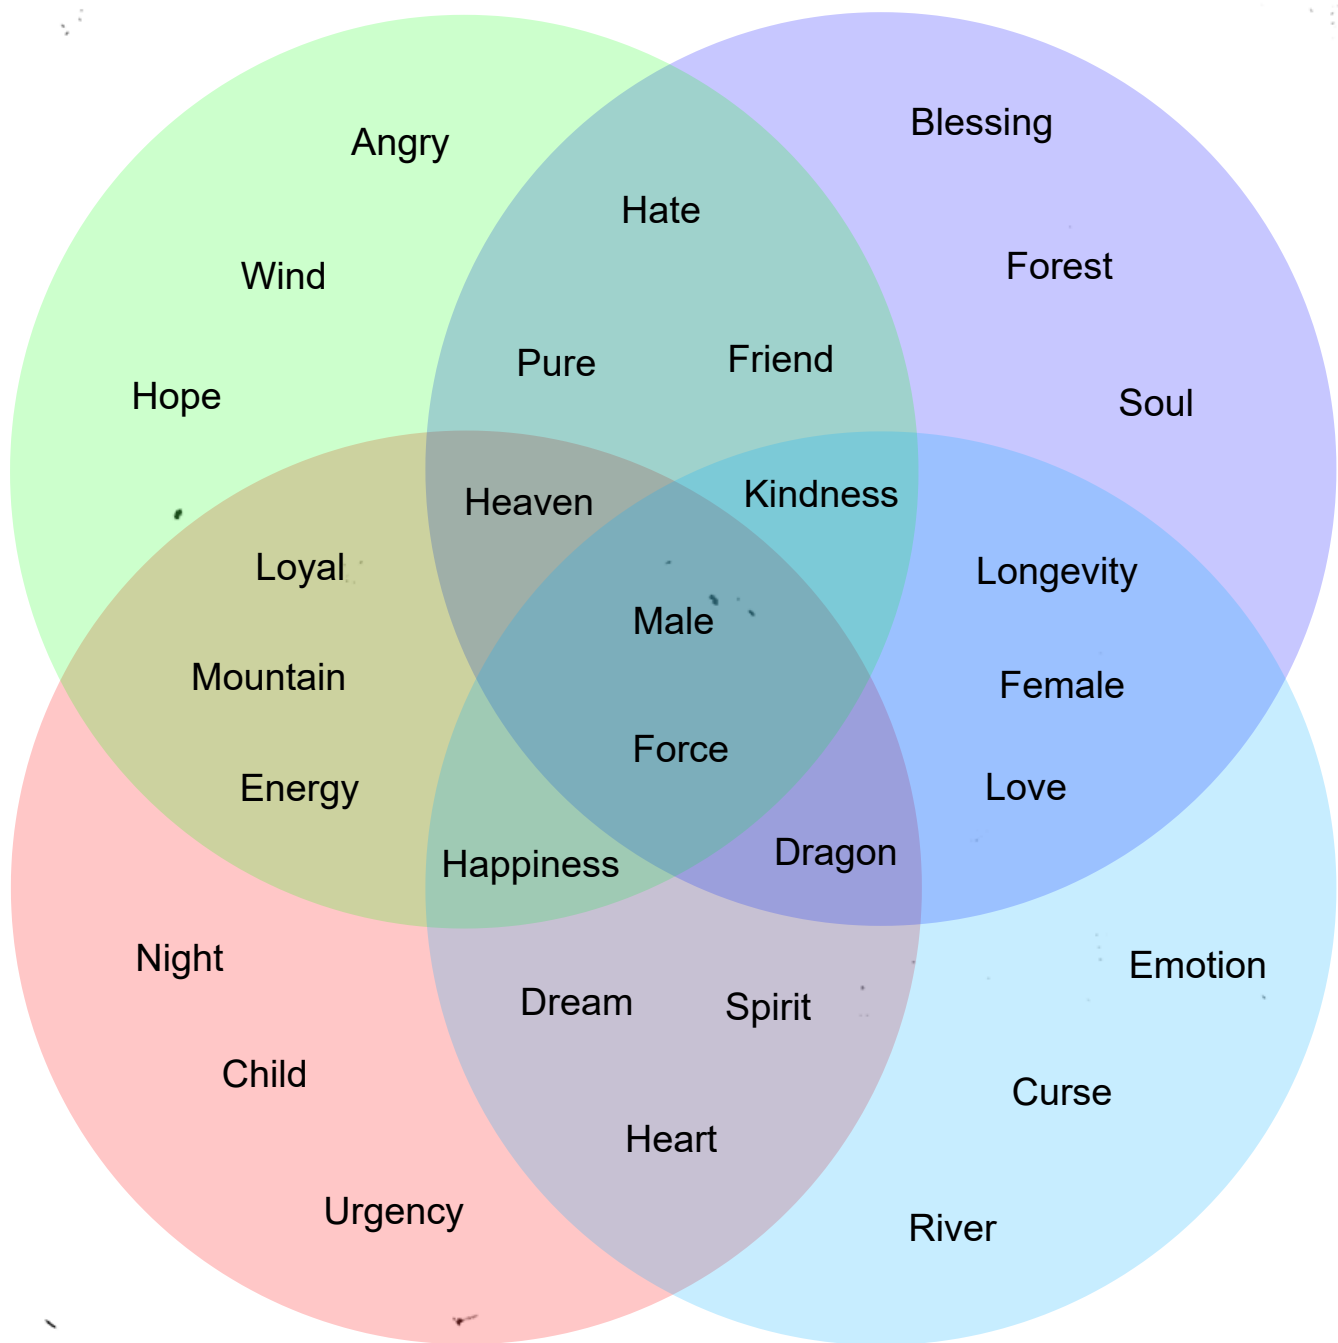 Blessing
Angry
Hate
Forest
Wind
Friend
Pure
Hope
Soul
Kindness
Heaven
Loyal
Longevity
Male
Mountain
Female
Force
Energy
Love
Dragon
Happiness
Night
Emotion
Dream
Spirit
Child
Curse
Heart
Urgency
River